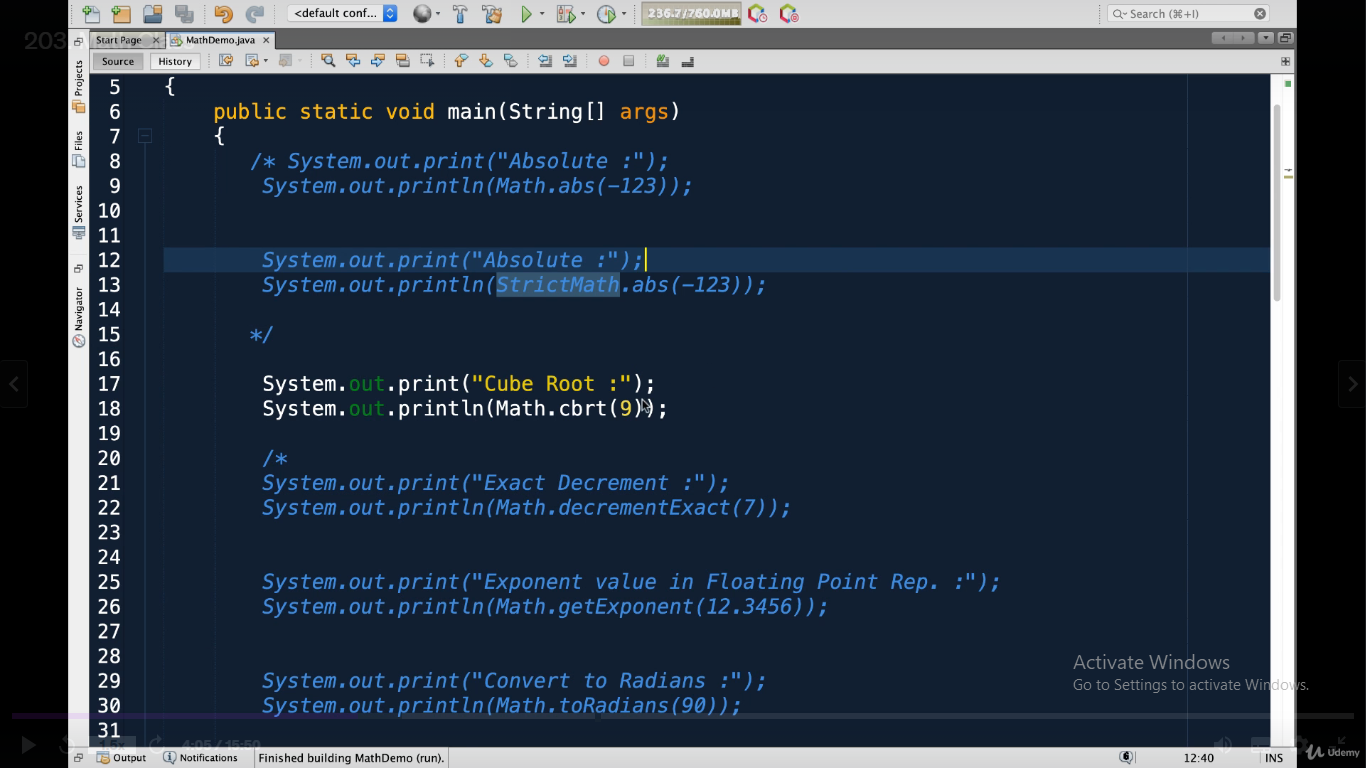 <default conf...
236.7/760.0MB
Search (⌘+I)
203
Start Page
MathDemo.java
Source
History
Projects
Files
Services
Navigator
5 {
6 public static void main(String[] args)
7 {
8 /* System.out.print("Absolute :");
9 System.out.println(Math.abs(-123));
10
11
12 System.out.print("Absolute :");
13 System.out.println(StrictMath.abs(-123));
14
15 */
16
17 System.out.print("Cube Root :");
18 System.out.println(Math.cbrt(9));
19
20 /*
21 System.out.print("Exact Decrement :");
22 System.out.println(Math.decrementExact(7));
23
24
25 System.out.print("Exponent value in Floating Point Rep. :");
26 System.out.println(Math.getExponent(12.3456));
27
28
29 System.out.print("Convert to Radians :");
30 System.out.println(Math.toRadians(90));
31
Activate Windows
Go to Settings to activate Windows.
4:05 / 15:50
Output
Notifications
Finished building MathDemo (run).
12:40
INS
Udemy